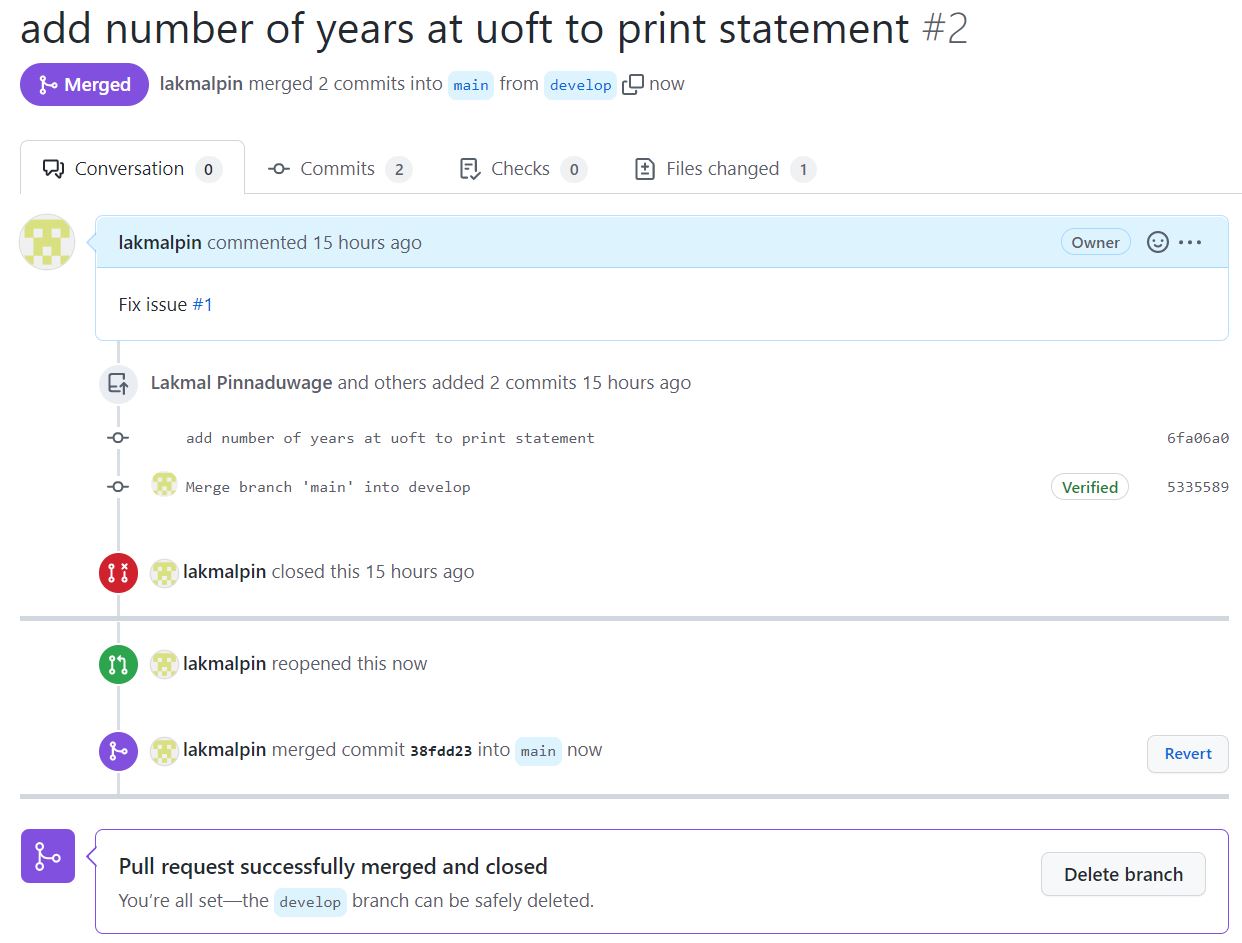 add number of years at uoft to print statement #2
Merged lakmalpin merged 2 commits into main from develop now
Conversation 0 Commits 2 Checks 0 Files changed 1
lakmalpin commented 15 hours ago Owner
Fix issue #1
Lakmal Pinnaduwage and others added 2 commits 15 hours ago
add number of years at uoft to print statement 6fa06a0
Merge branch 'main' into develop Verified 5335589
lakmalpin closed this 15 hours ago
lakmalpin reopened this now
lakmalpin merged commit 38fdd23 into main now
Revert
Pull request successfully merged and closed
Delete branch
You’re all set—the develop branch can be safely deleted.